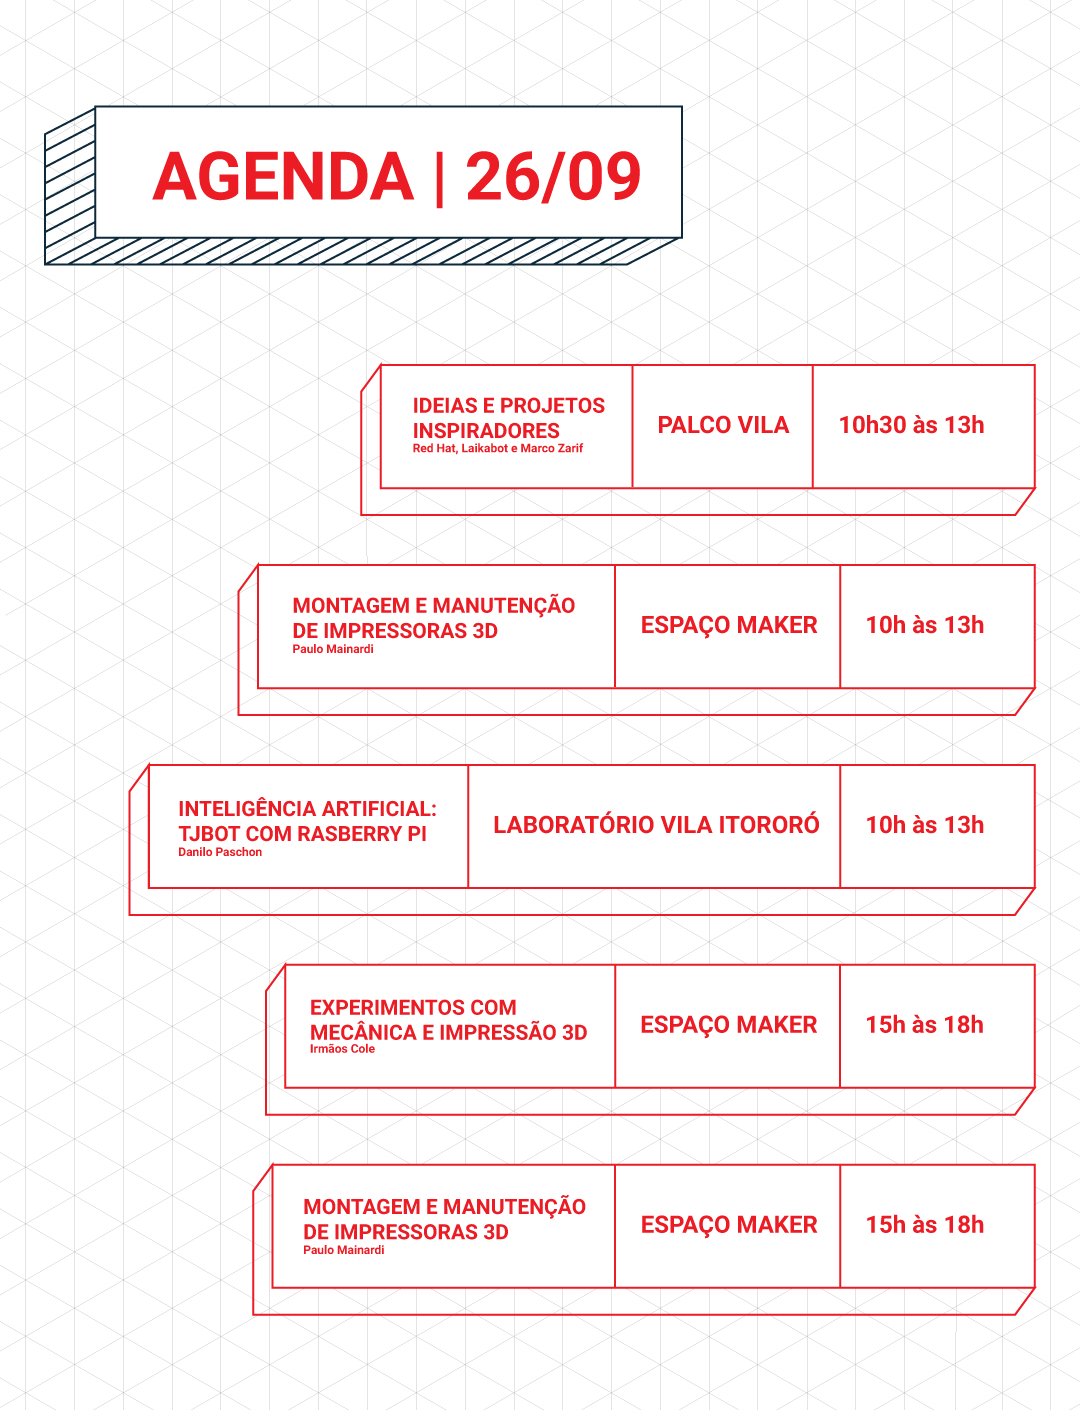 AGENDA | 26/09
IDEIAS E PROJETOS
INSPIRADORES
Red Hat, Laikabot e Marco Zarif
PALCO VILA
10h30 às 13h
MONTAGEM E MANUTENÇÃO
DE IMPRESSORAS 3D
Paulo Mainardi
ESPAÇO MAKER
10h às 13h
INTELIGÊNCIA ARTIFICIAL:
TJBOT COM RASBERRY PI
Danilo Paschon
LABORATÓRIO VILA ITORORÓ
10h às 13h
EXPERIMENTOS COM
MECÂNICA E IMPRESSÃO 3D
Irmãos Cole
ESPAÇO MAKER
15h às 18h
MONTAGEM E MANUTENÇÃO
DE IMPRESSORAS 3D
Paulo Mainardi
ESPAÇO MAKER
15h às 18h